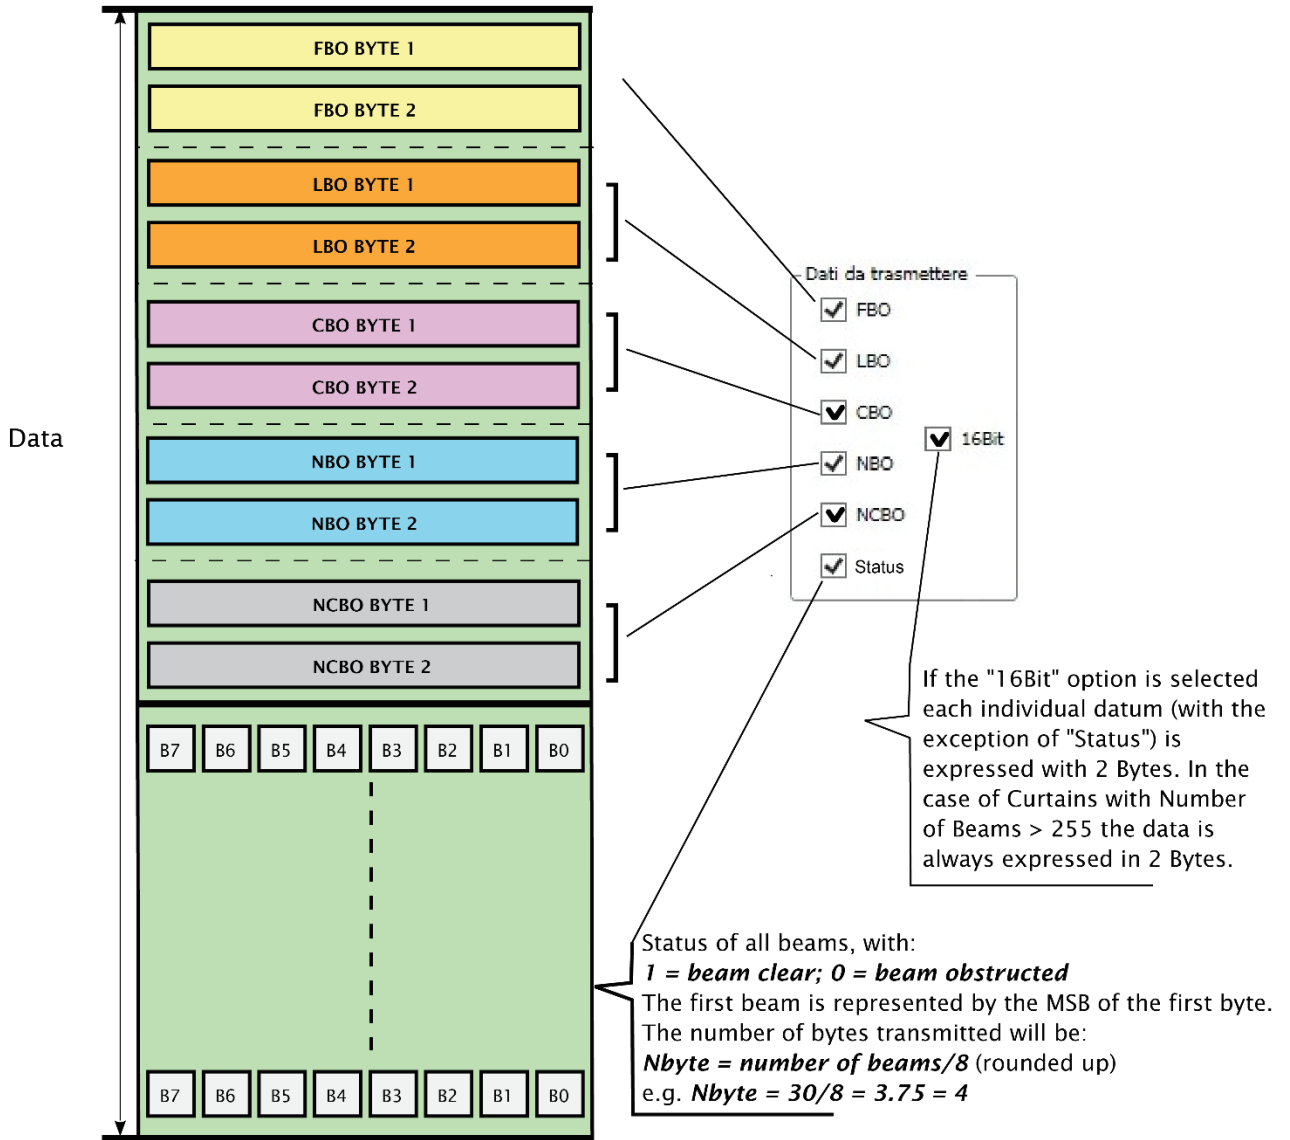 FBO BYTE 1
FBO BYTE 2
LBO BYTE 1
LBO BYTE 2
CBO BYTE 1
CBO BYTE 2
Data
NBO BYTE 1
NBO BYTE 2
NCBO BYTE 1
NCBO BYTE 2
B7 B6 B5 B4 B3 B2 B1 B0
B7 B6 B5 B4 B3 B2 B1 B0
Dati da trasmettere
FBO
LBO
CBO
16Bit
NBO
NCBO
Status
If the "16Bit" option is selected
each individual datum (with the
exception of "Status") is
expressed with 2 Bytes. In the
case of Curtains with Number
of Beams > 255 the data is
always expressed in 2 Bytes.
Status of all beams, with:
1 = beam clear; 0 = beam obstructed
The first beam is represented by the MSB of the first byte.
The number of bytes transmitted will be:
Nbyte = number of beams/8 (rounded up)
e.g. Nbyte = 30/8 = 3.75 = 4